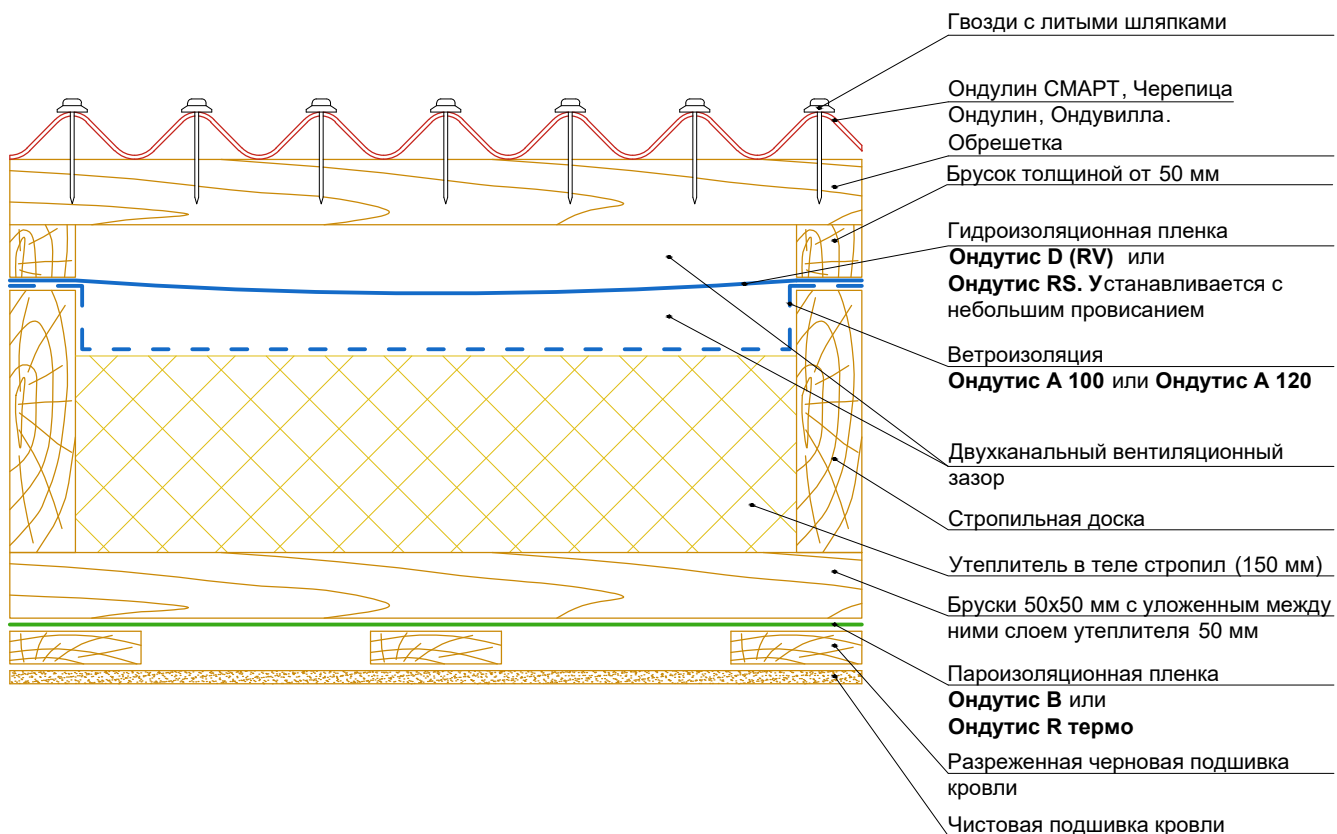 Гвозди с литыми шляпками
Ондулин СМАРТ, Черепица
Ондулин, Ондувилла.
Обрешетка
Брусок толщиной от 50 мм
Гидроизоляционная пленка
Ондутис D (RV) или
Ондутис RS. Устанавливается с
небольшим провисанием
Ветроизоляция
Ондутис А 100 или Ондутис А 120
Двухканальный вентиляционный
зазор
Стропильная доска
Утеплитель в теле стропил (150 мм)
Бруски 50х50 мм с уложенным между
ними слоем утеплителя 50 мм
Пароизоляционная пленка
Ондутис В или
Ондутис R термо
Разреженная черновая подшивка
кровли
Чистовая подшивка кровли